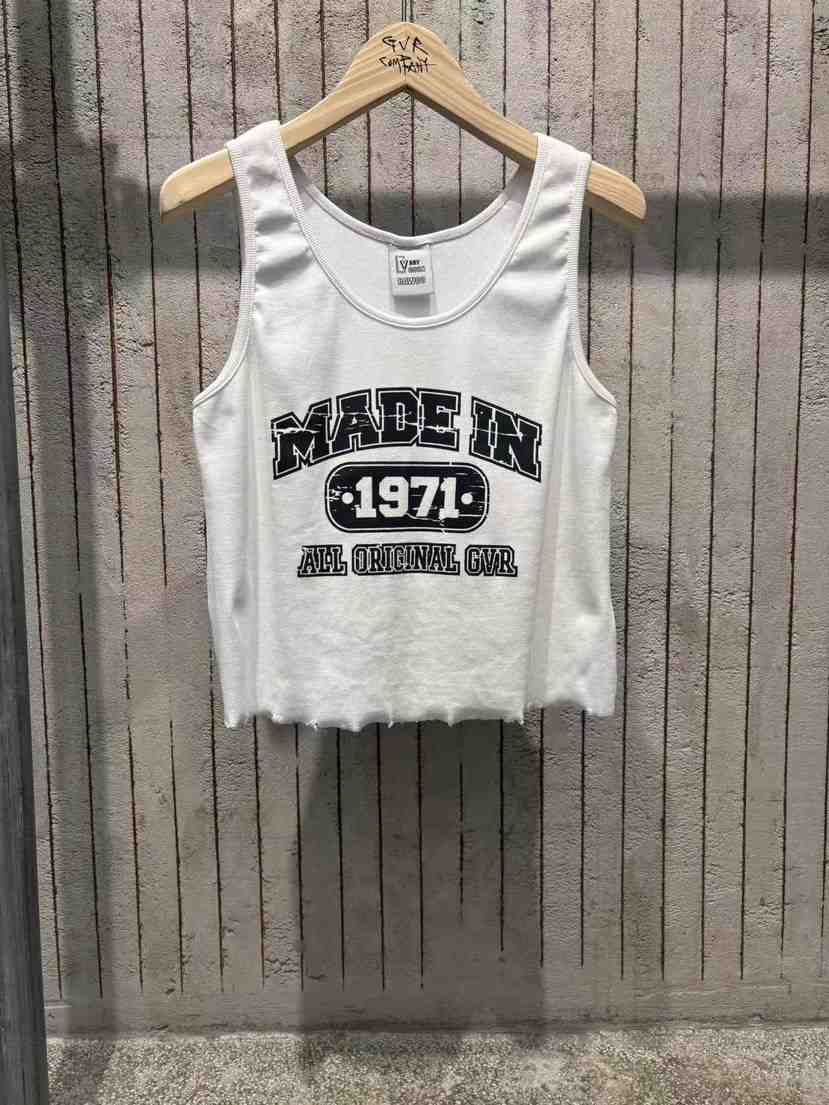 GVR
COMPANY
MADE IN
1971
ALL ORIGINAL GVR